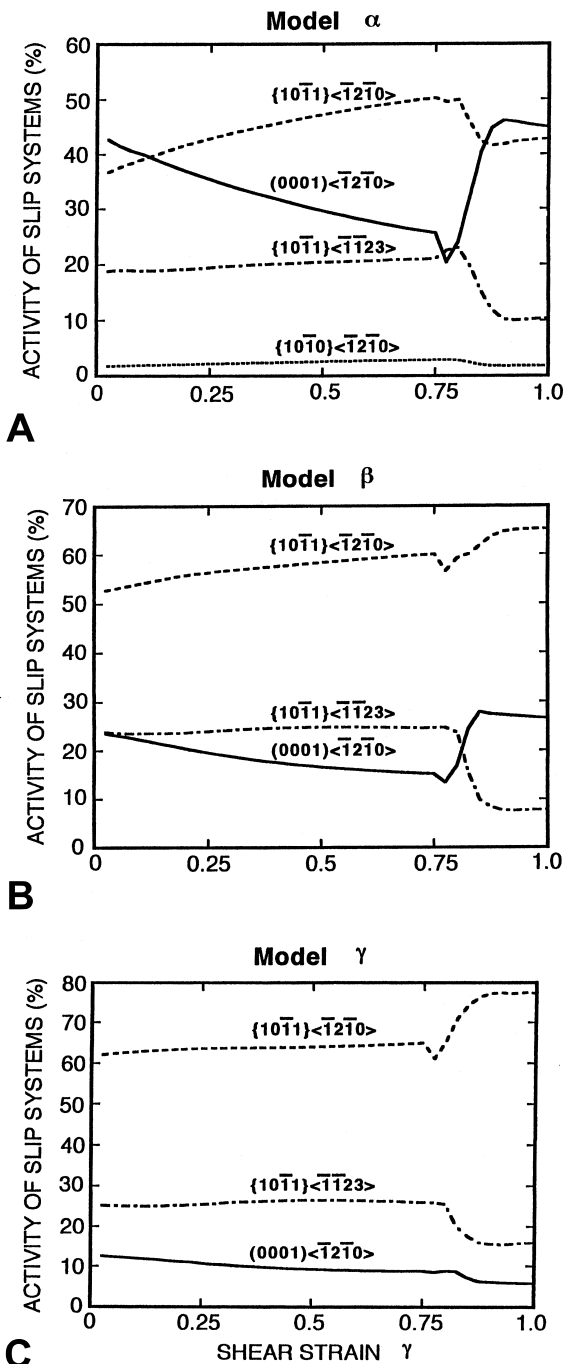 Model α
ACTIVITY OF SLIP SYSTEMS (%)
60
50
40
30
20
10
0
{101̅1}<1̅21̅0>
(0001)<1̅21̅0>
{101̅1}<1̅1̅23>
{101̅0}<1̅21̅0>
0 0.25 0.5 0.75 1.0
A
Model β
ACTIVITY OF SLIP SYSTEMS (%)
70
60
50
40
30
20
10
0
{101̅1}<1̅21̅0>
{101̅1}<1̅1̅23>
(0001)<1̅21̅0>
0 0.25 0.5 0.75 1.0
B
Model γ
ACTIVITY OF SLIP SYSTEMS (%)
80
70
60
50
40
30
20
10
0
{101̅1}<1̅21̅0>
{101̅1}<1̅1̅23>
(0001)<1̅21̅0>
0 0.25 0.5 0.75 1.0
C
SHEAR STRAIN γ